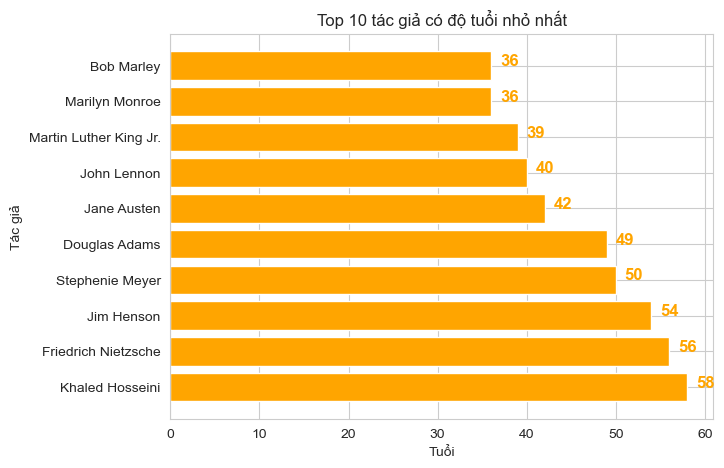 Top 10 tác giả có độ tuổi nhỏ nhất
Tác giả
Bob Marley 36
Marilyn Monroe 36
Martin Luther King Jr. 39
John Lennon 40
Jane Austen 42
Douglas Adams 49
Stephenie Meyer 50
Jim Henson 54
Friedrich Nietzsche 56
Khaled Hosseini 58
0 10 20 30 40 50 60
Tuổi